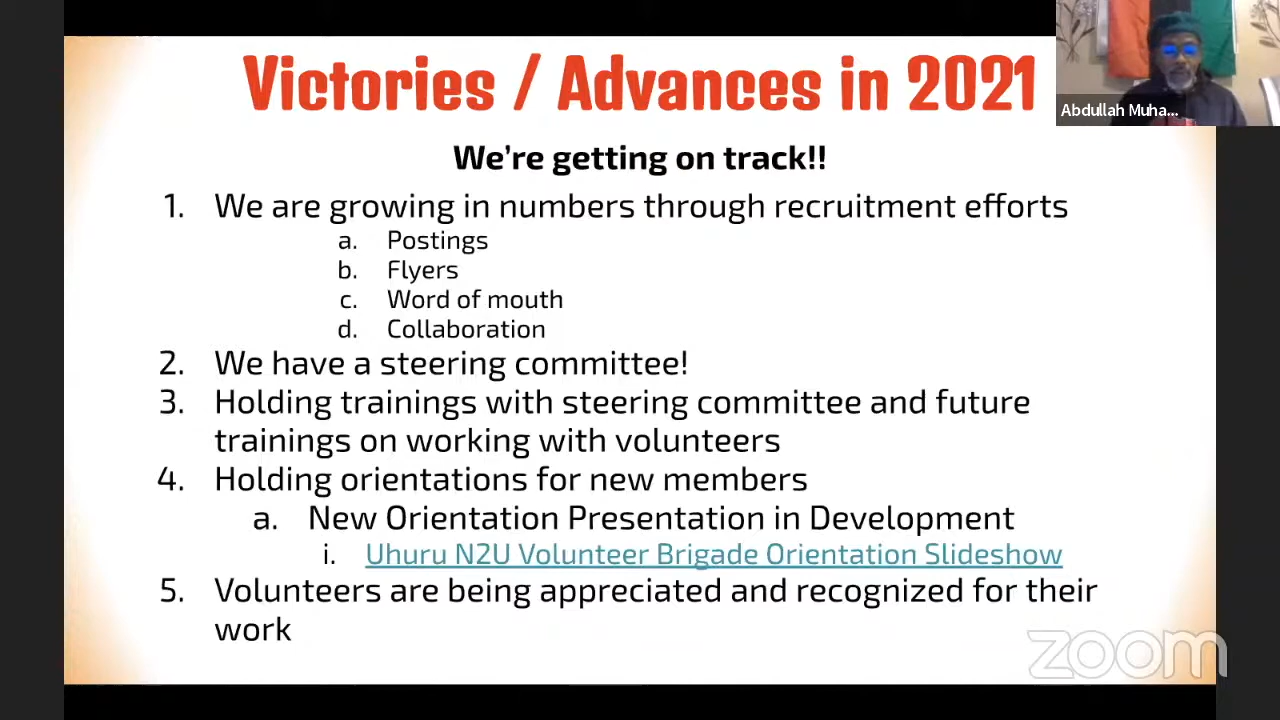 Victories / Advances in 2021
Abdullah Muha...
We're getting on track!!
1. We are growing in numbers through recruitment efforts
a. Postings
b. Flyers
c. Word of mouth
d. Collaboration
2. We have a steering committee!
3. Holding trainings with steering committee and future
trainings on working with volunteers
4. Holding orientations for new members
a. New Orientation Presentation in Development
i. Uhuru N2U Volunteer Brigade Orientation Slideshow
5. Volunteers are being appreciated and recognized for their
work
zoom